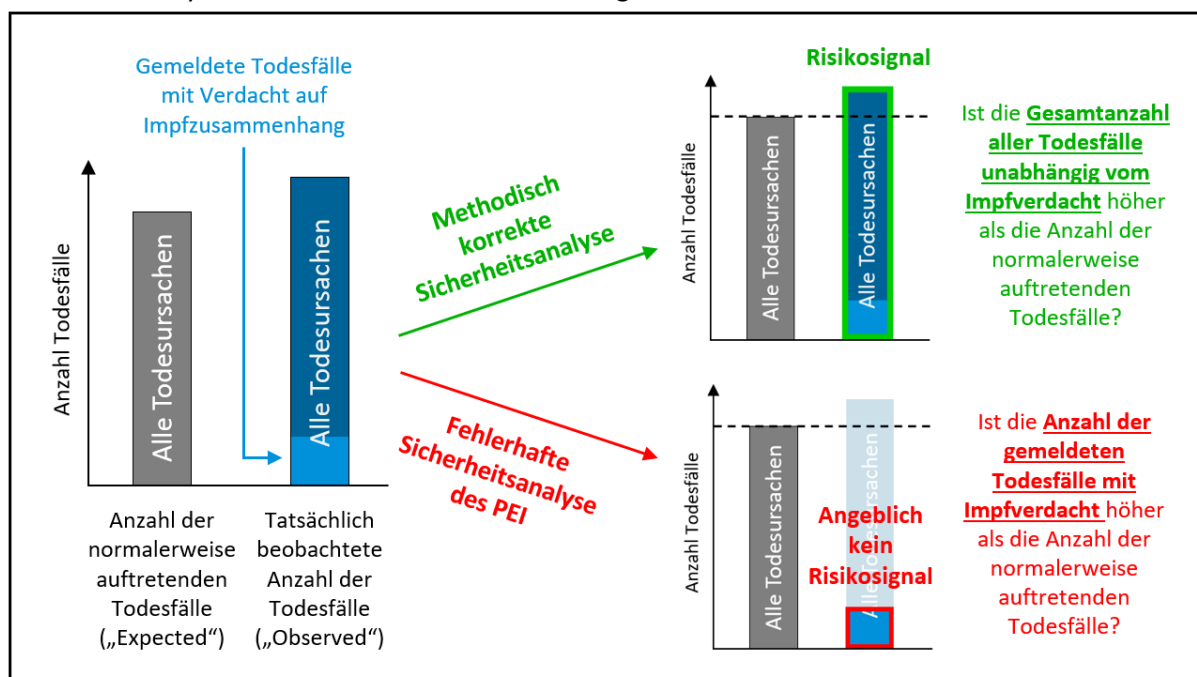 Gemeldete Todesfälle
mit Verdacht auf
Impfzusammenhang
Anzahl Todesfälle
Alle Todesursachen
Alle Todesursachen
Anzahl der
normalerweise
auftretenden
Todesfälle
(„Expected“)
Tatsächlich
beobachtete
Anzahl der
Todesfälle
(„Observed“)
Methodisch
korrekte
Sicherheitsanalyse
Fehlerhafte
Sicherheitsanalyse
des PEI
Risikosignal
Anzahl Todesfälle
Alle Todesursachen
Alle Todesursachen
Ist die Gesamtanzahl
aller Todesfälle
unabhängig vom
Impfverdacht höher
als die Anzahl der
normalerweise
auftretenden
Todesfälle?
Anzahl Todesfälle
Alle Todesursachen
Alle Todesursachen
Angeblich
kein
Risikosignal
Ist die Anzahl der
gemeldeten
Todesfälle mit
Impfverdacht höher
als die Anzahl der
normalerweise
auftretenden
Todesfälle?